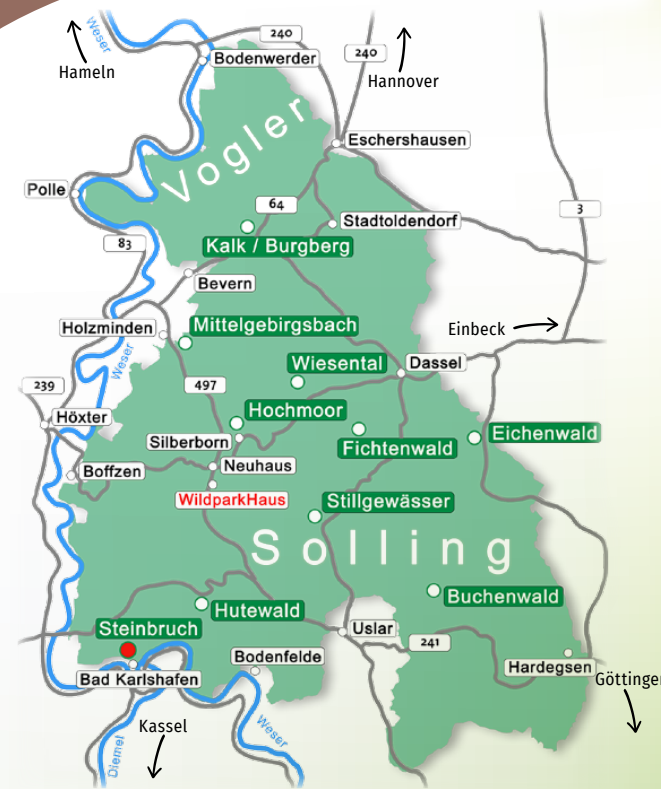 Weser
240
Hameln
Bodenwerder
240
Hannover
Vogler
Eschershausen
Polle
64
3
Stadtoldendorf
83
Kalk / Burgberg
Bevern
Mittelgebirgsbach
Holzminden
Einbeck
Weser
Wiesental
Dassel
239
497
Höxter
Hochmoor
Silberborn
Eichenwald
Fichtenwald
Boffzen
Neuhaus
WildparkHaus
Stillgewässer
Solling
Buchenwald
Hutewald
Steinbruch
Uslar
241
Bodenfelde
Hardegsen
Bad Karlshafen
Göttingen
Kassel
Weser
Diemel